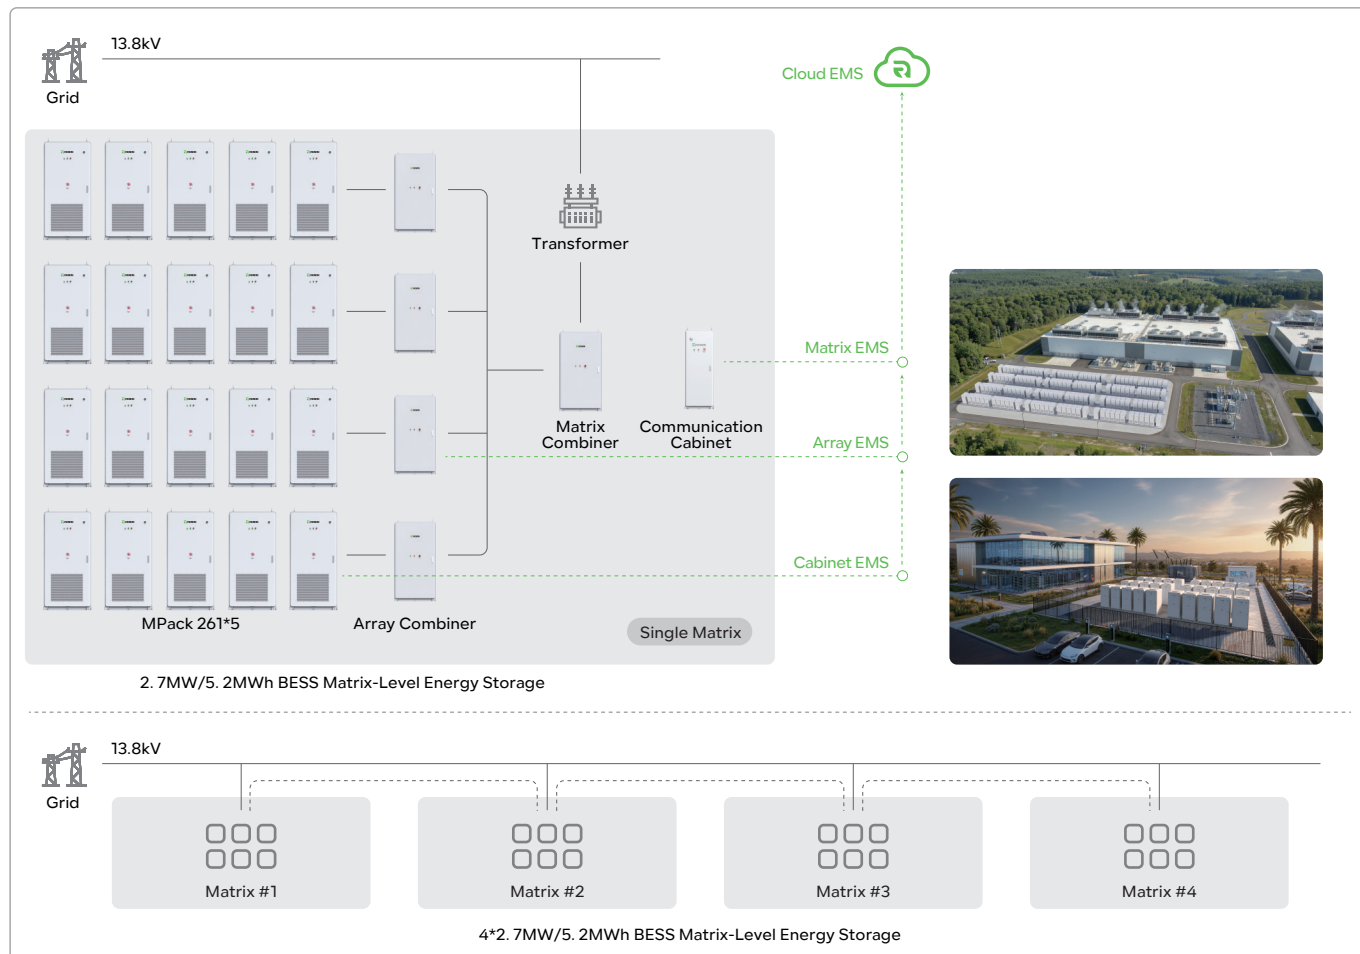 13.8kV
Grid
Cloud EMS
Transformer
Matrix EMS
Matrix
Combiner
Communication
Cabinet
Array EMS
Cabinet EMS
MPack 261*5
Array Combiner
Single Matrix
2. 7MW/5. 2MWh BESS Matrix-Level Energy Storage
13.8kV
Grid
Matrix #1
Matrix #2
Matrix #3
Matrix #4
4*2. 7MW/5. 2MWh BESS Matrix-Level Energy Storage